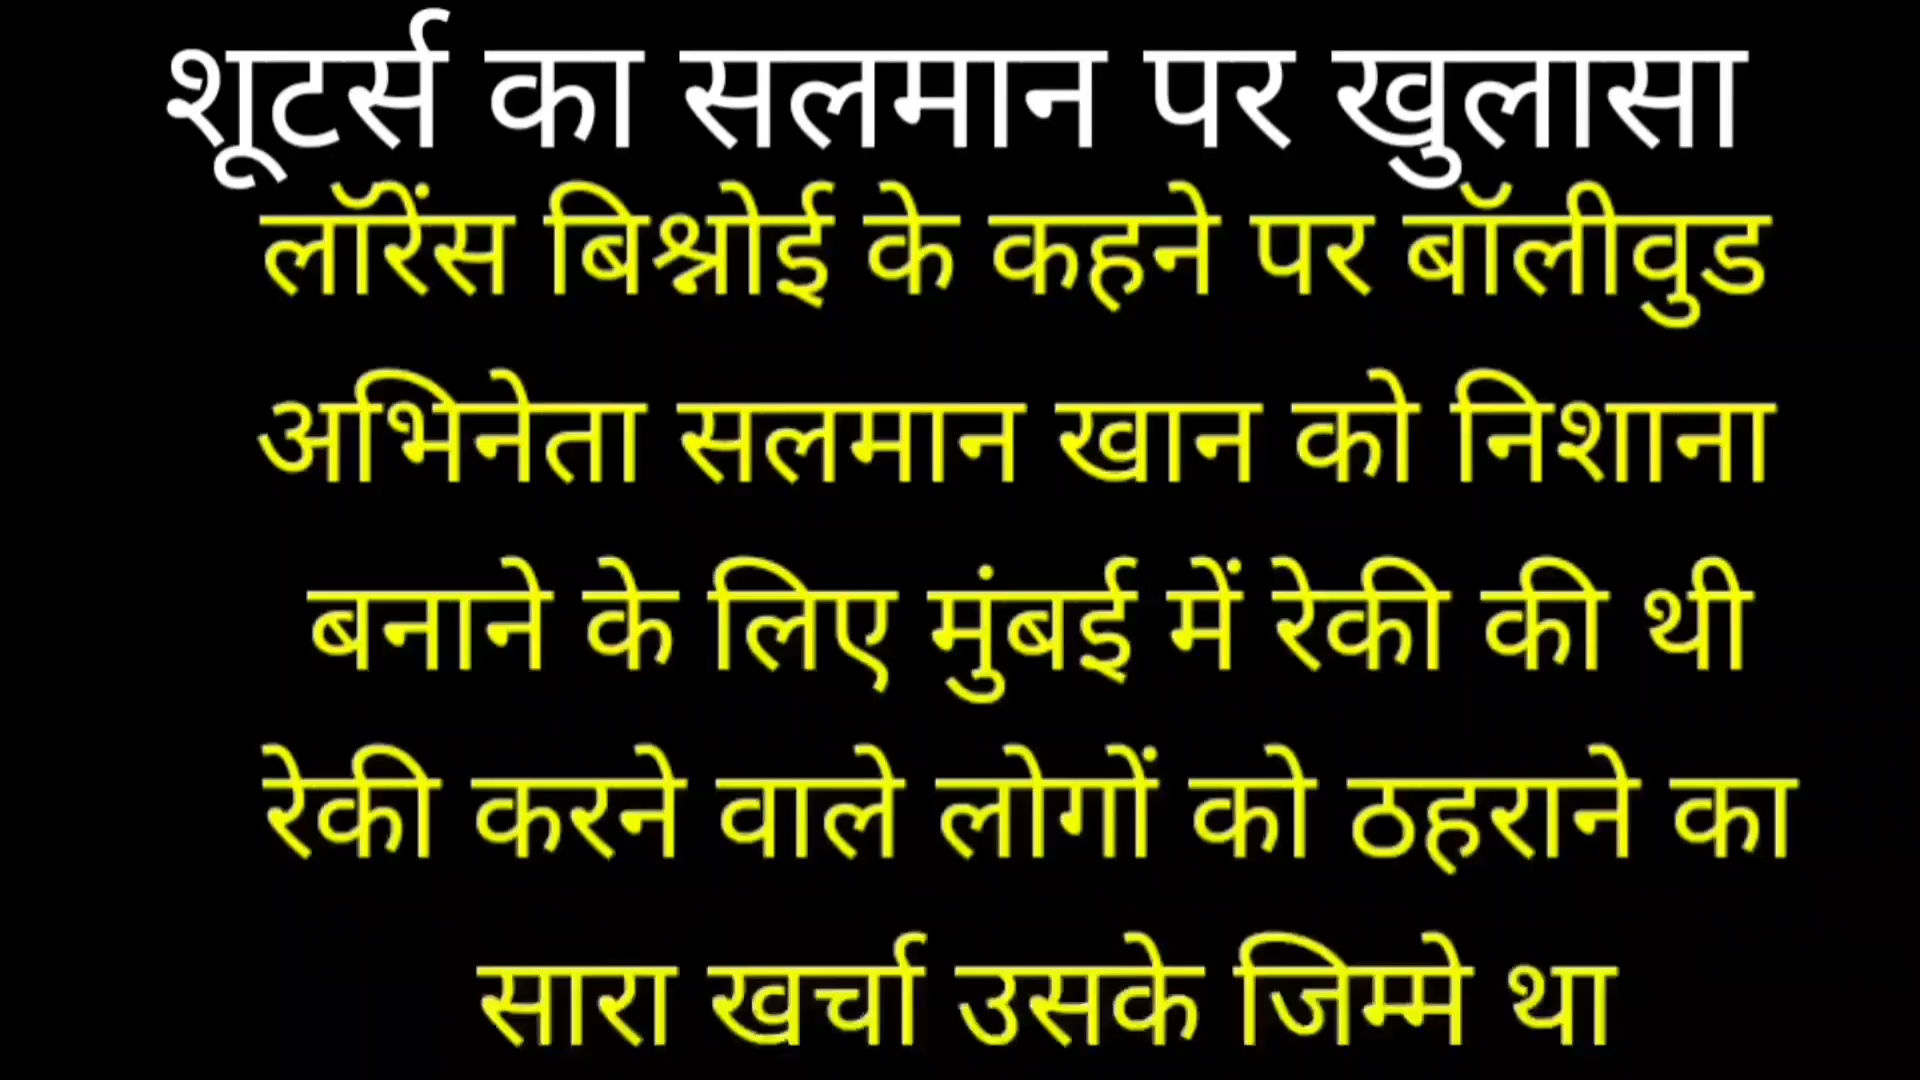 शूटर्स का सलमान पर खुलासा
लॉरेंस बिश्नोई के कहने पर बॉलीवुड
अभिनेता सलमान खान को निशाना
बनाने के लिए मुंबई में रेकी की थी
रेकी करने वाले लोगों को ठहराने का
सारा खर्चा उसके जिम्मे था